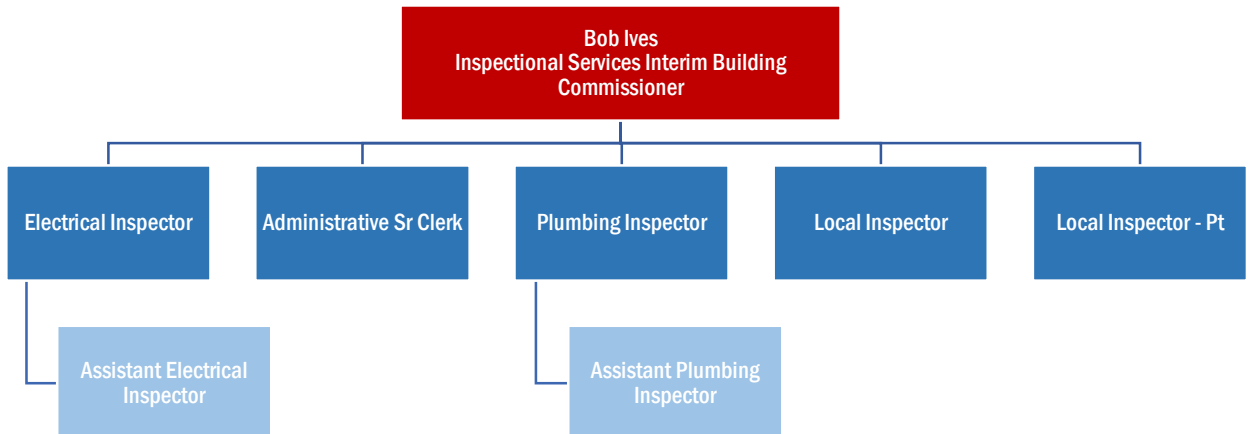 Bob Ives
Inspectional Services Interim Building
Commissioner
Electrical Inspector
Administrative Sr Clerk
Plumbing Inspector
Local Inspector
Local Inspector - Pt
Assistant Electrical
Inspector
Assistant Plumbing
Inspector